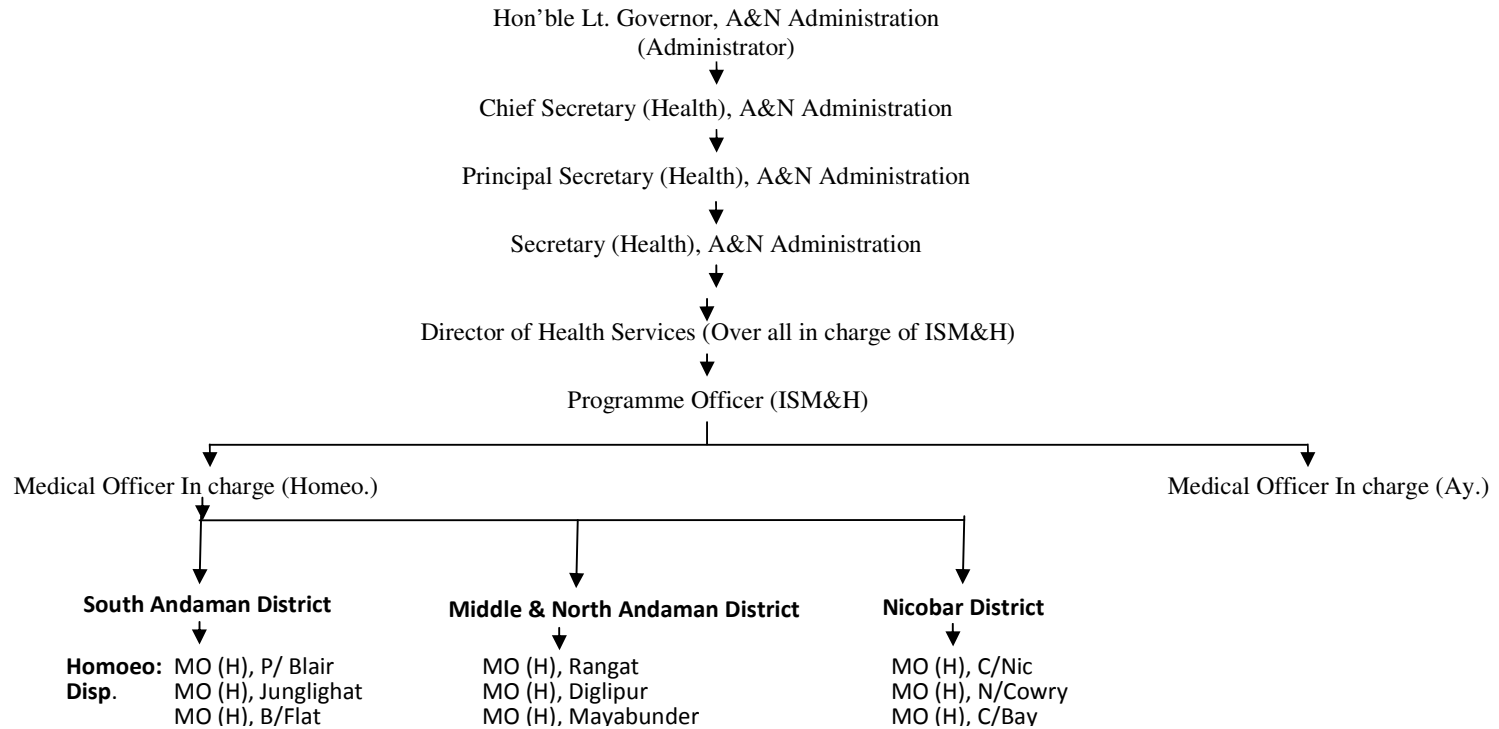 Hon’ble Lt. Governor, A&N Administration
(Administrator)
Chief Secretary (Health), A&N Administration
Principal Secretary (Health), A&N Administration
Secretary (Health), A&N Administration
Director of Health Services (Over all in charge of ISM&H)
Programme Officer (ISM&H)
Medical Officer In charge (Homeo.)
Medical Officer In charge (Ay.)
South Andaman District
Middle & North Andaman District
Nicobar District
Homoeo: MO (H), P/ Blair
Disp. MO (H), Junglighat
MO (H), B/Flat
MO (H), Rangat
MO (H), Diglipur
MO (H), Mayabunder
MO (H), C/Nic
MO (H), N/Cowry
MO (H), C/Bay